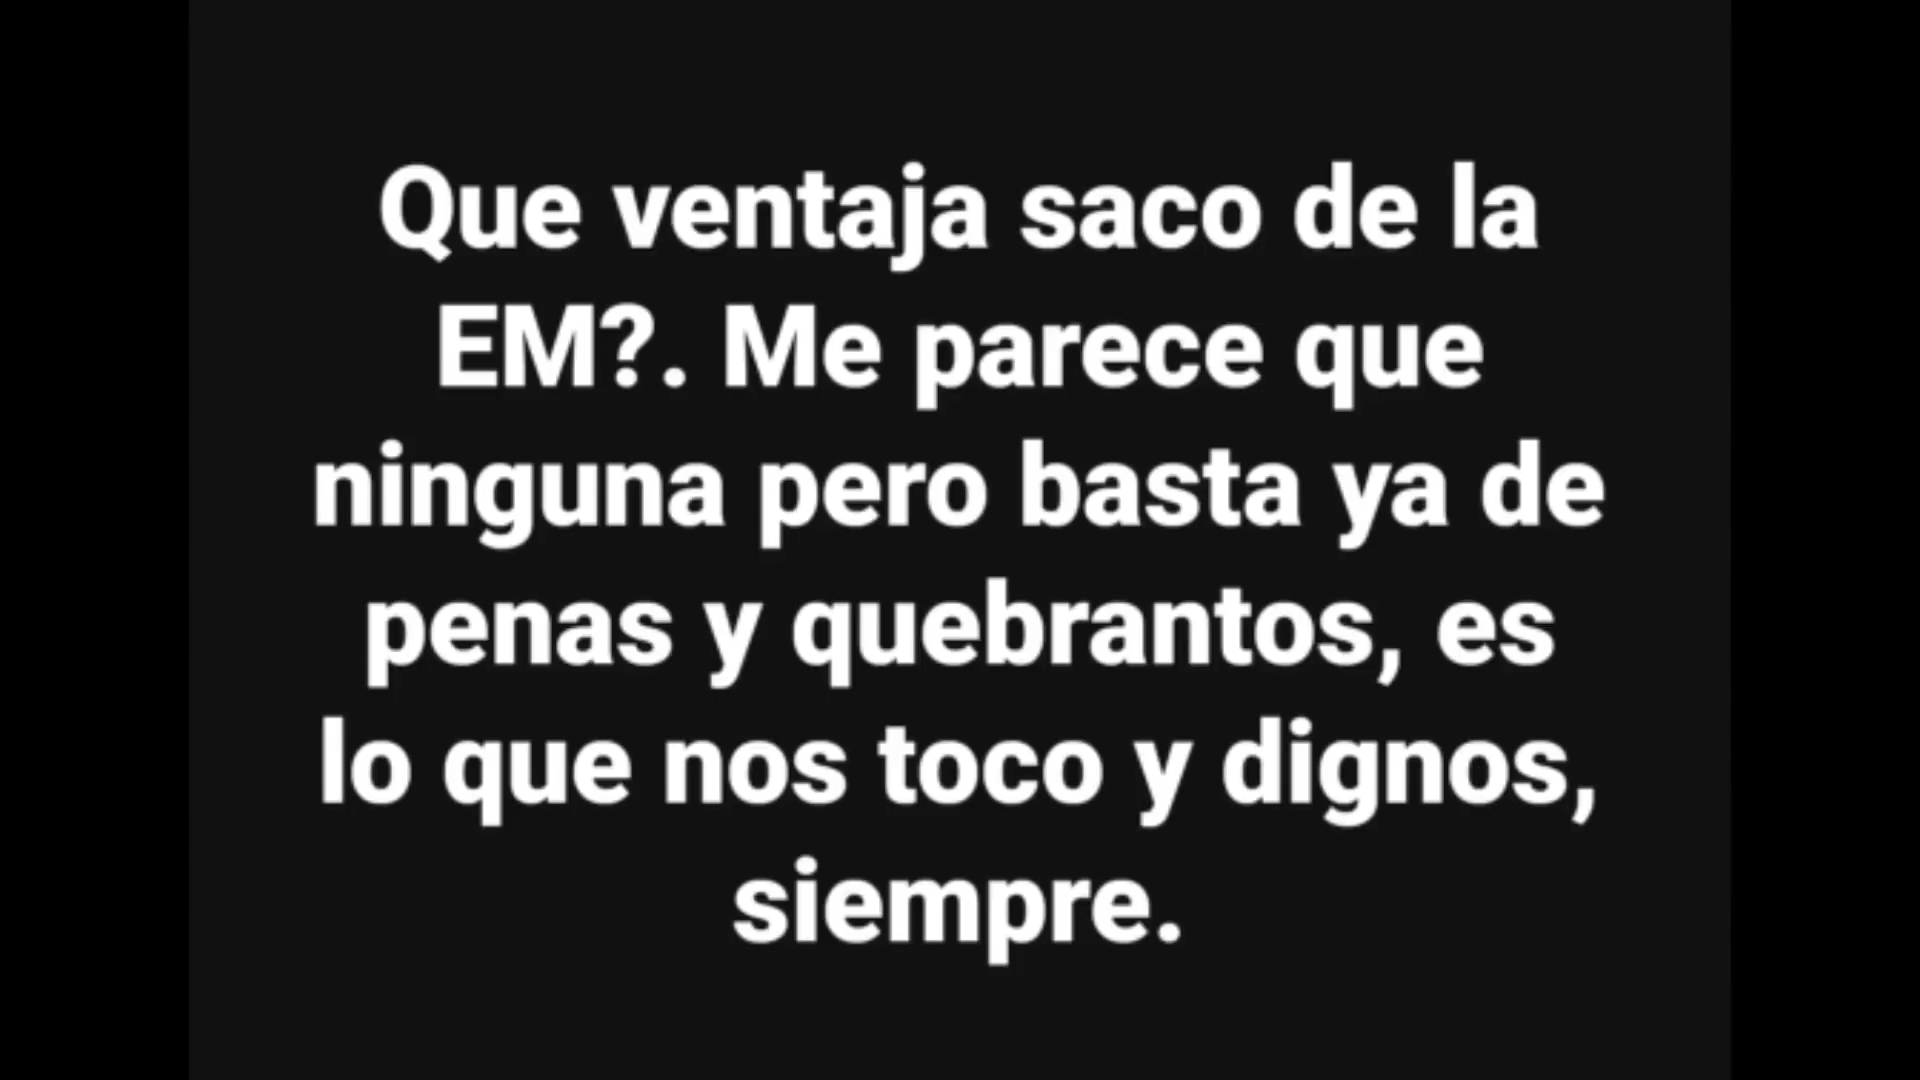 Que ventaja saco de la
EM?. Me parece que
ninguna pero basta ya de
penas y quebrantos, es
lo que nos toco y dignos,
siempre.